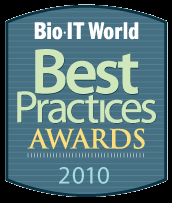 Bio·IT World
Best
Practices
AWARDS
2010